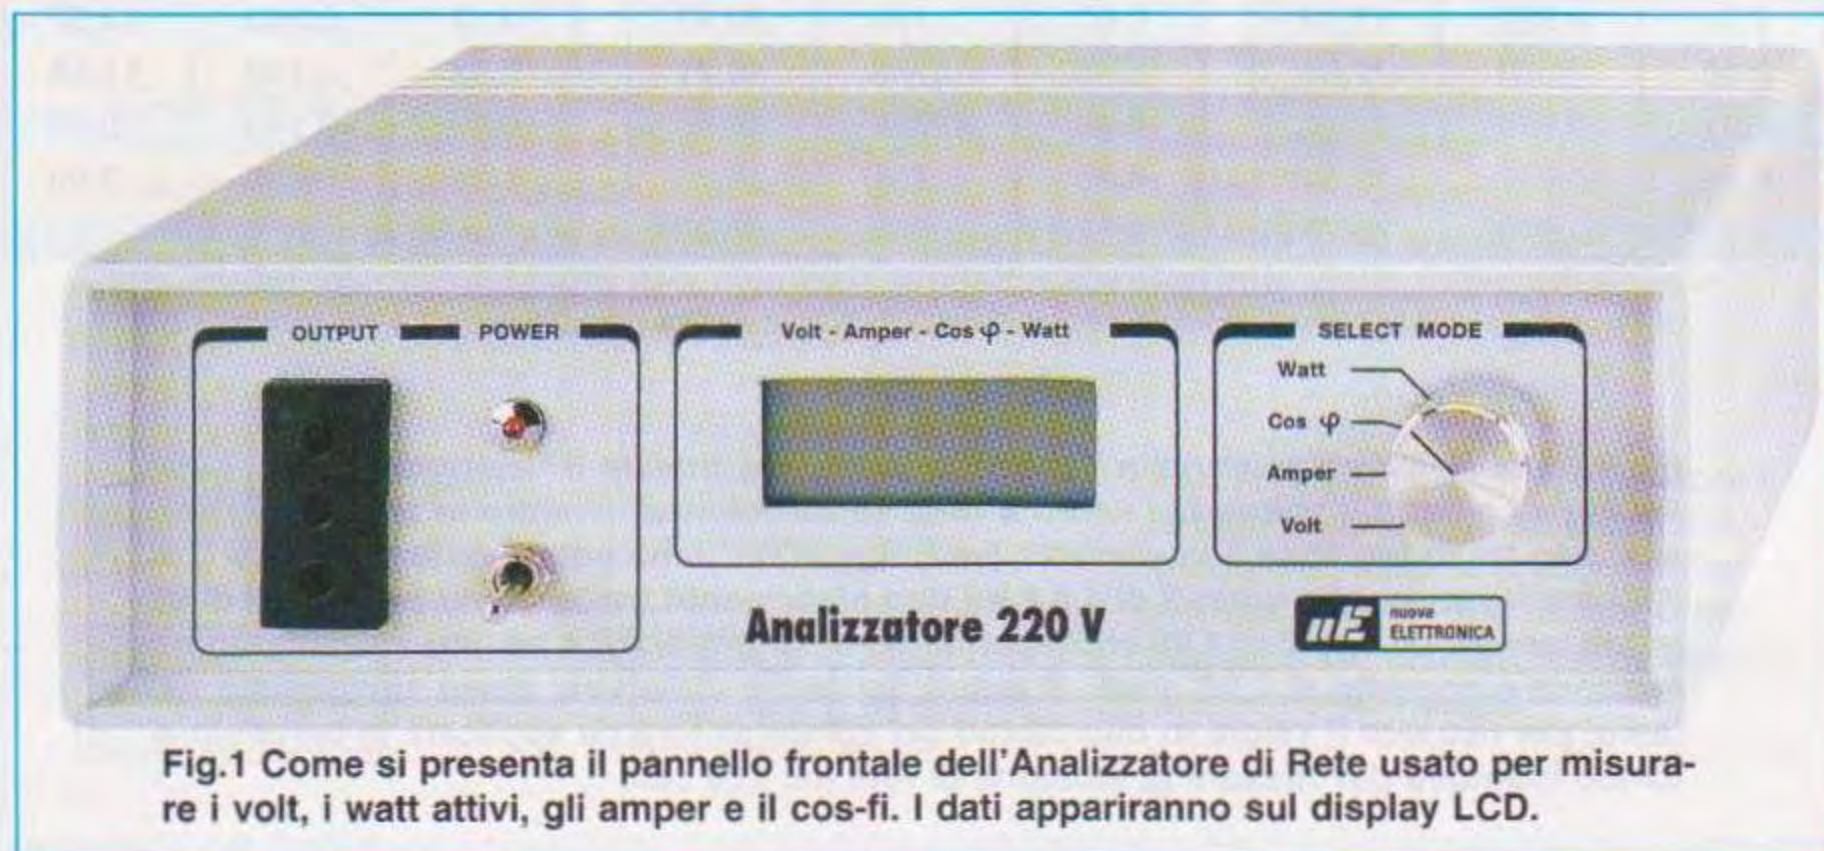 OUTPUT POWER
Volt - Amper - Cos φ - Watt
SELECT MODE
Watt
Cos φ
Amper
Volt
Analizzatore 220 V
nE nuova
ELETTRONICA
Fig.1 Come si presenta il pannello frontale dell'Analizzatore di Rete usato per misura-
re i volt, i watt attivi, gli amper e il cos-fi. I dati appariranno sul display LCD.